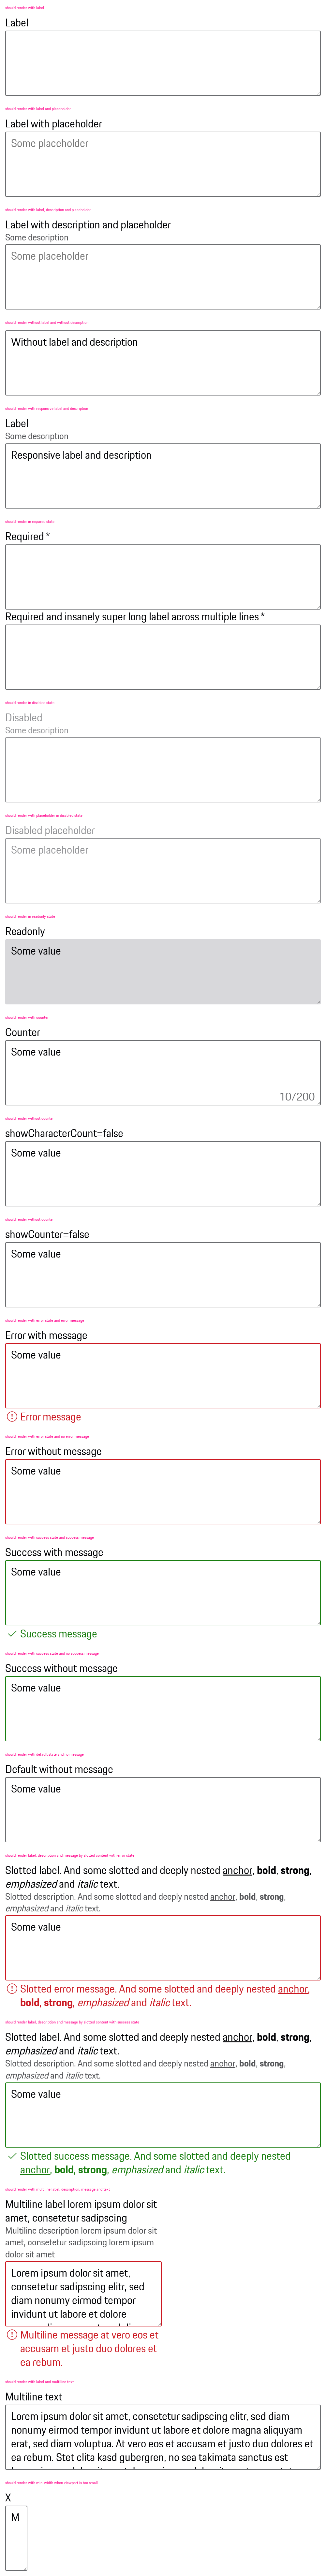 should render with label
Label
should render with label and placeholder
Label with placeholder
Some placeholder
should render with label, description and placeholder
Label with description and placeholder
Some description
Some placeholder
should render without label and without description
Without label and description
should render with responsive label and description
Label
Some description
Responsive label and description
should render in required state
Required *
Required and insanely super long label across multiple lines *
should render in disabled state
Disabled
Some description
should render with placeholder in disabled state
Disabled placeholder
Some placeholder
should render in readonly state
Readonly
Some value
should render with counter
Counter
Some value
10/200
should render without counter
showCharacterCount=false
Some value
should render without counter
showCounter=false
Some value
should render with error state and error message
Error with message
Some value
Error message
should render with error state and no error message
Error without message
Some value
should render with success state and success message
Success with message
Some value
Success message
should render with success state and no success message
Success without message
Some value
should render with default state and no message
Default without message
Some value
should render label, description and message by slotted content with error state
Slotted label. And some slotted and deeply nested anchor, bold, strong,
emphasized and italic text.
Slotted description. And some slotted and deeply nested anchor, bold, strong,
emphasized and italic text.
Some value
Slotted error message. And some slotted and deeply nested anchor,
bold, strong, emphasized and italic text.
should render label, description and message by slotted content with success state
Slotted label. And some slotted and deeply nested anchor, bold, strong,
emphasized and italic text.
Slotted description. And some slotted and deeply nested anchor, bold, strong,
emphasized and italic text.
Some value
Slotted success message. And some slotted and deeply nested
anchor, bold, strong, emphasized and italic text.
should render with multiline label, description, message and text
Multiline label lorem ipsum dolor sit
amet, consetetur sadipscing
Multiline description lorem ipsum dolor sit
amet, consetetur sadipscing lorem ipsum
dolor sit amet
Lorem ipsum dolor sit amet,
consetetur sadipscing elitr, sed
diam nonumy eirmod tempor
invidunt ut labore et dolore
Multiline message at vero eos et
accusam et justo duo dolores et
ea rebum.
should render with label and multiline text
Multiline text
Lorem ipsum dolor sit amet, consetetur sadipscing elitr, sed diam
nonumy eirmod tempor invidunt ut labore et dolore magna aliquyam
erat, sed diam voluptua. At vero eos et accusam et justo duo dolores et
ea rebum. Stet clita kasd gubergren, no sea takimata sanctus est
should render with min width when viewport is too small
X
M